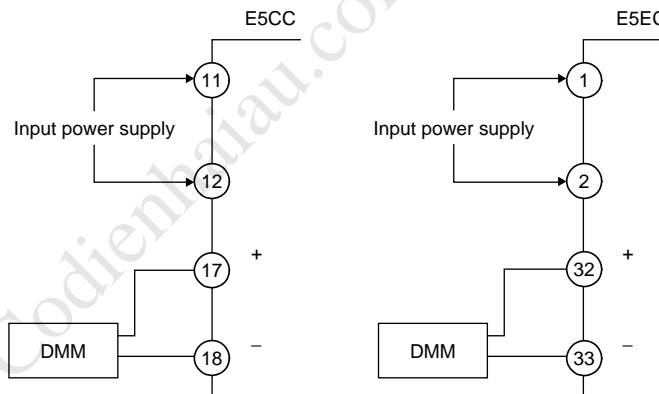 E5CC
11
Input power supply
12
17
+
DMM
18
−
E5EC
1
Input power supply
2
32
+
DMM
33
−
Codienhaiau.co